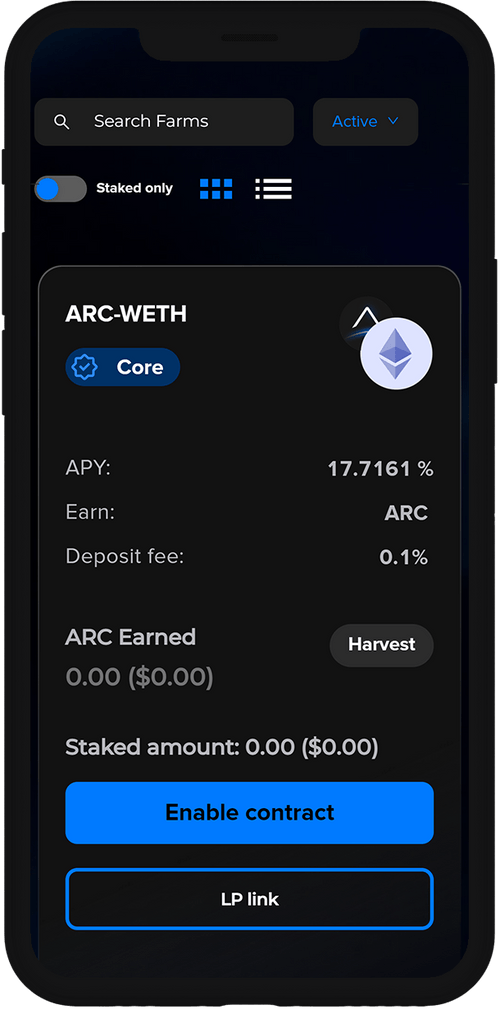 Search Farms
Active
Staked only
ARC-WETH
Core
APY: 17.7161 %
Earn: ARC
Deposit fee: 0.1%
ARC Earned
Harvest
0.00 ($0.00)
Staked amount: 0.00 ($0.00)
Enable contract
LP link